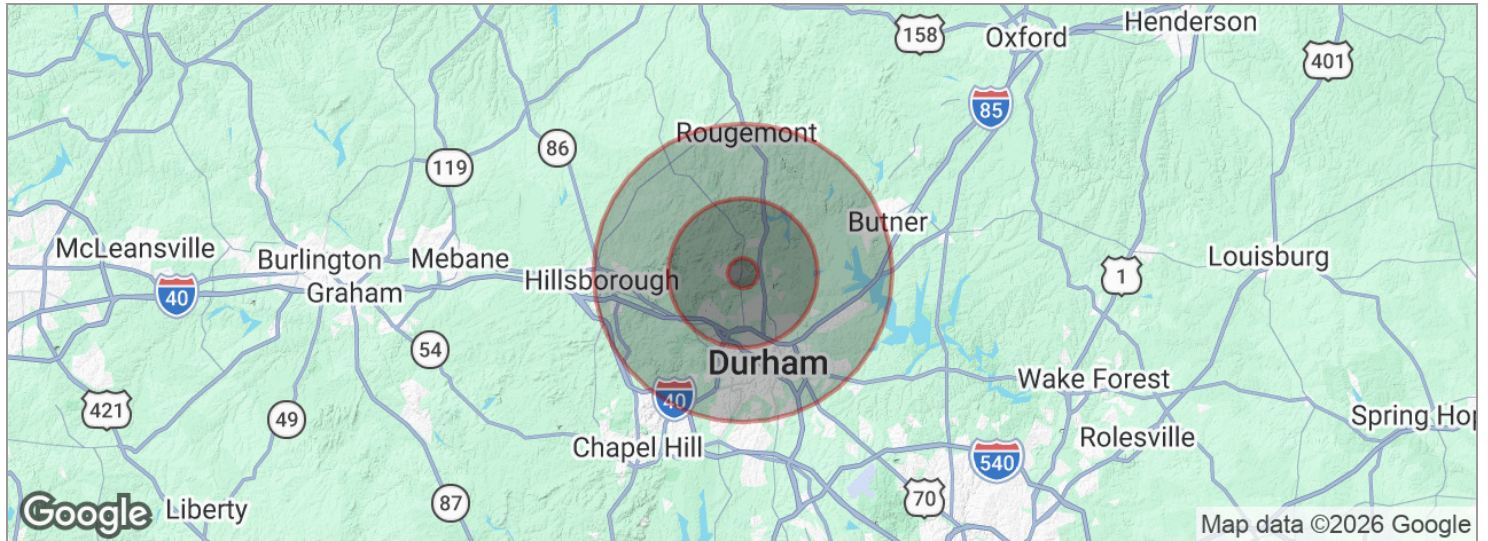 Henderson
158
Oxford
401
85
Rougemont
86
119
Butner
McLeansville
Burlington
Mebane
Louisburg
Hillsborough
1
40
Graham
54
Durham
Wake Forest
40
421
49
Spring Hop
Chapel Hill
Rolesville
540
87
70
Google
Liberty
Map data ©2026 Google